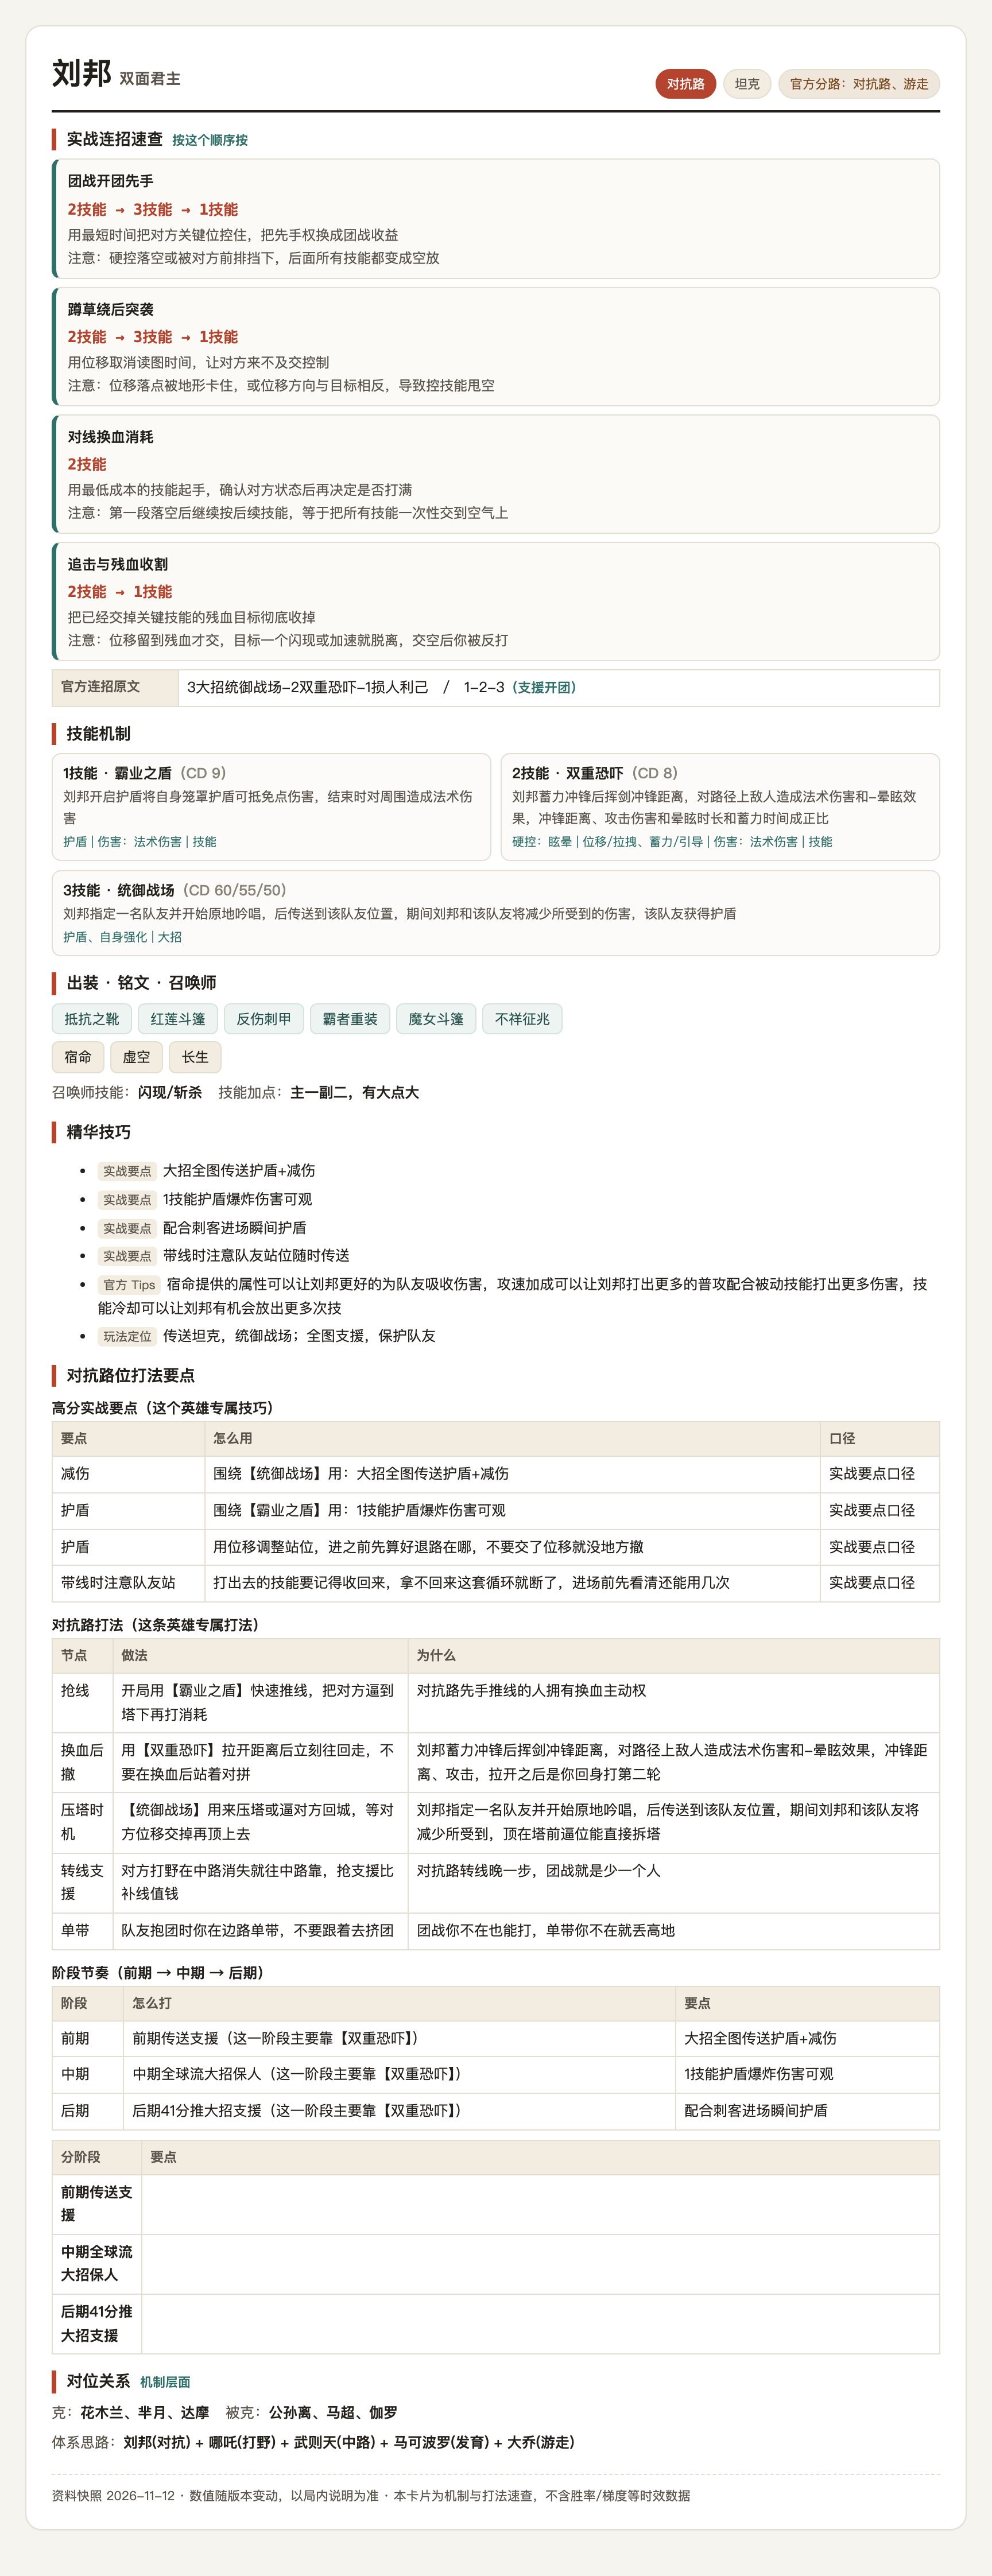 刘邦 双面君主
对抗路 坦克 官方分路：对抗路、游走
实战连招速查 按这个顺序按
团战开团先手
2技能 → 3技能 → 1技能
用最短时间把对方关键位控住，把先手权换成团战收益
注意：硬控落空或被对方前排挡下，后面所有技能都变成空放
蹲草绕后突袭
2技能 → 3技能 → 1技能
用位移取消读图时间，让对方来不及交控制
注意：位移落点被地形卡住，或位移方向与目标相反，导致控技能甩空
对线换血消耗
2技能
用最低成本的技能起手，确认对方状态后再决定是否打满
注意：第一段落空后继续按后续技能，等于把所有技能一次性交到空气上
追击与残血收割
2技能 → 1技能
把已经交掉关键技能的残血目标彻底收掉
注意：位移留到残血才交，目标一个闪现或加速就脱离，交空后你被反打
官方连招原文 3大招统御战场-2双重恐吓-1损人利己 / 1-2-3（支援开团）
技能机制
1技能 · 霸业之盾（CD 9）
刘邦开启护盾将自身笼罩护盾可抵免点伤害，结束时对周围造成法术伤
害
护盾 | 伤害：法术伤害 | 技能
2技能 · 双重恐吓（CD 8）
刘邦蓄力冲锋后挥剑冲锋距离，对路径上敌人造成法术伤害和-晕眩效
果，冲锋距离、攻击伤害和晕眩时长和蓄力时间成正比
硬控：眩晕 | 位移/拉拽、蓄力/引导 | 伤害：法术伤害 | 技能
3技能 · 统御战场（CD 60/55/50）
刘邦指定一名队友并开始原地吟唱，后传送到该队友位置，期间刘邦和该队友将减少所受到的伤害，该队友获得护盾
护盾、自身强化 | 大招
出装 · 铭文 · 召唤师
抵抗之靴 红莲斗篷 反伤刺甲 霸者重装 魔女斗篷 不祥征兆
宿命 虚空 长生
召唤师技能：闪现/斩杀 技能加点：主一副二，有大点大
精华技巧
• 实战要点 大招全图传送护盾+减伤
• 实战要点 1技能护盾爆炸伤害可观
• 实战要点 配合刺客进场瞬间护盾
• 实战要点 带线时注意队友站位随时传送
• 官方 Tips 宿命提供的属性可以让刘邦更好的为队友吸收伤害，攻速加成可以让刘邦打出更多的普攻配合被动技能打出更多伤害，技
能冷却可以让刘邦有机会放出更多次技
• 玩法定位 传送坦克，统御战场；全图支援，保护队友
对抗路位打法要点
高分实战要点（这个英雄专属技巧）
要点 怎么用 口径
减伤 围绕【统御战场】用：大招全图传送护盾+减伤 实战要点口径
护盾 围绕【霸业之盾】用：1技能护盾爆炸伤害可观 实战要点口径
护盾 用位移调整站位，进之前先算好退路在哪，不要交了位移就没地方撤 实战要点口径
带线时注意队友站 打出去的技能要记得收回来，拿不回来这套循环就断了，进场前先看清还能用几次 实战要点口径
对抗路打法（这条英雄专属打法）
节点 做法 为什么
抢线 开局用【霸业之盾】快速推线，把对方逼到
塔下再打消耗
对抗路先手推线的人拥有换血主动权
换血后
撤
用【双重恐吓】拉开距离后立刻往回走，不
要在换血后站着对拼
刘邦蓄力冲锋后挥剑冲锋距离，对路径上敌人造成法术伤害和-晕眩效果，冲锋距
离、攻击，拉开之后是你回身打第二轮
压塔时
机
【统御战场】用来压塔或逼对方回城，等对
方位移交掉再顶上去
刘邦指定一名队友并开始原地吟唱，后传送到该队友位置，期间刘邦和该队友将
减少所受到，顶在塔前逼位能直接拆塔
转线支
援
对方打野在中路消失就往中路靠，抢支援比
补线值钱
对抗路转线晚一步，团战就是少一个人
单带 队友抱团时你在边路单带，不要跟着去挤团 团战你不在也能打，单带你不在就丢高地
阶段节奏（前期 → 中期 → 后期）
阶段 怎么打 要点
前期 前期传送支援（这一阶段主要靠【双重恐吓】） 大招全图传送护盾+减伤
中期 中期全球流大招保人（这一阶段主要靠【双重恐吓】） 1技能护盾爆炸伤害可观
后期 后期41分推大招支援（这一阶段主要靠【双重恐吓】） 配合刺客进场瞬间护盾
分阶段 要点
前期传送支
援
中期全球流
大招保人
后期41分推
大招支援
对位关系 机制层面
克：花木兰、芈月、达摩 被克：公孙离、马超、伽罗
体系思路：刘邦(对抗) + 哪吒(打野) + 武则天(中路) + 马可波罗(发育) + 大乔(游走)
资料快照 2026-11-12 · 数值随版本变动，以局内说明为准 · 本卡片为机制与打法速查，不含胜率/梯度等时效数据